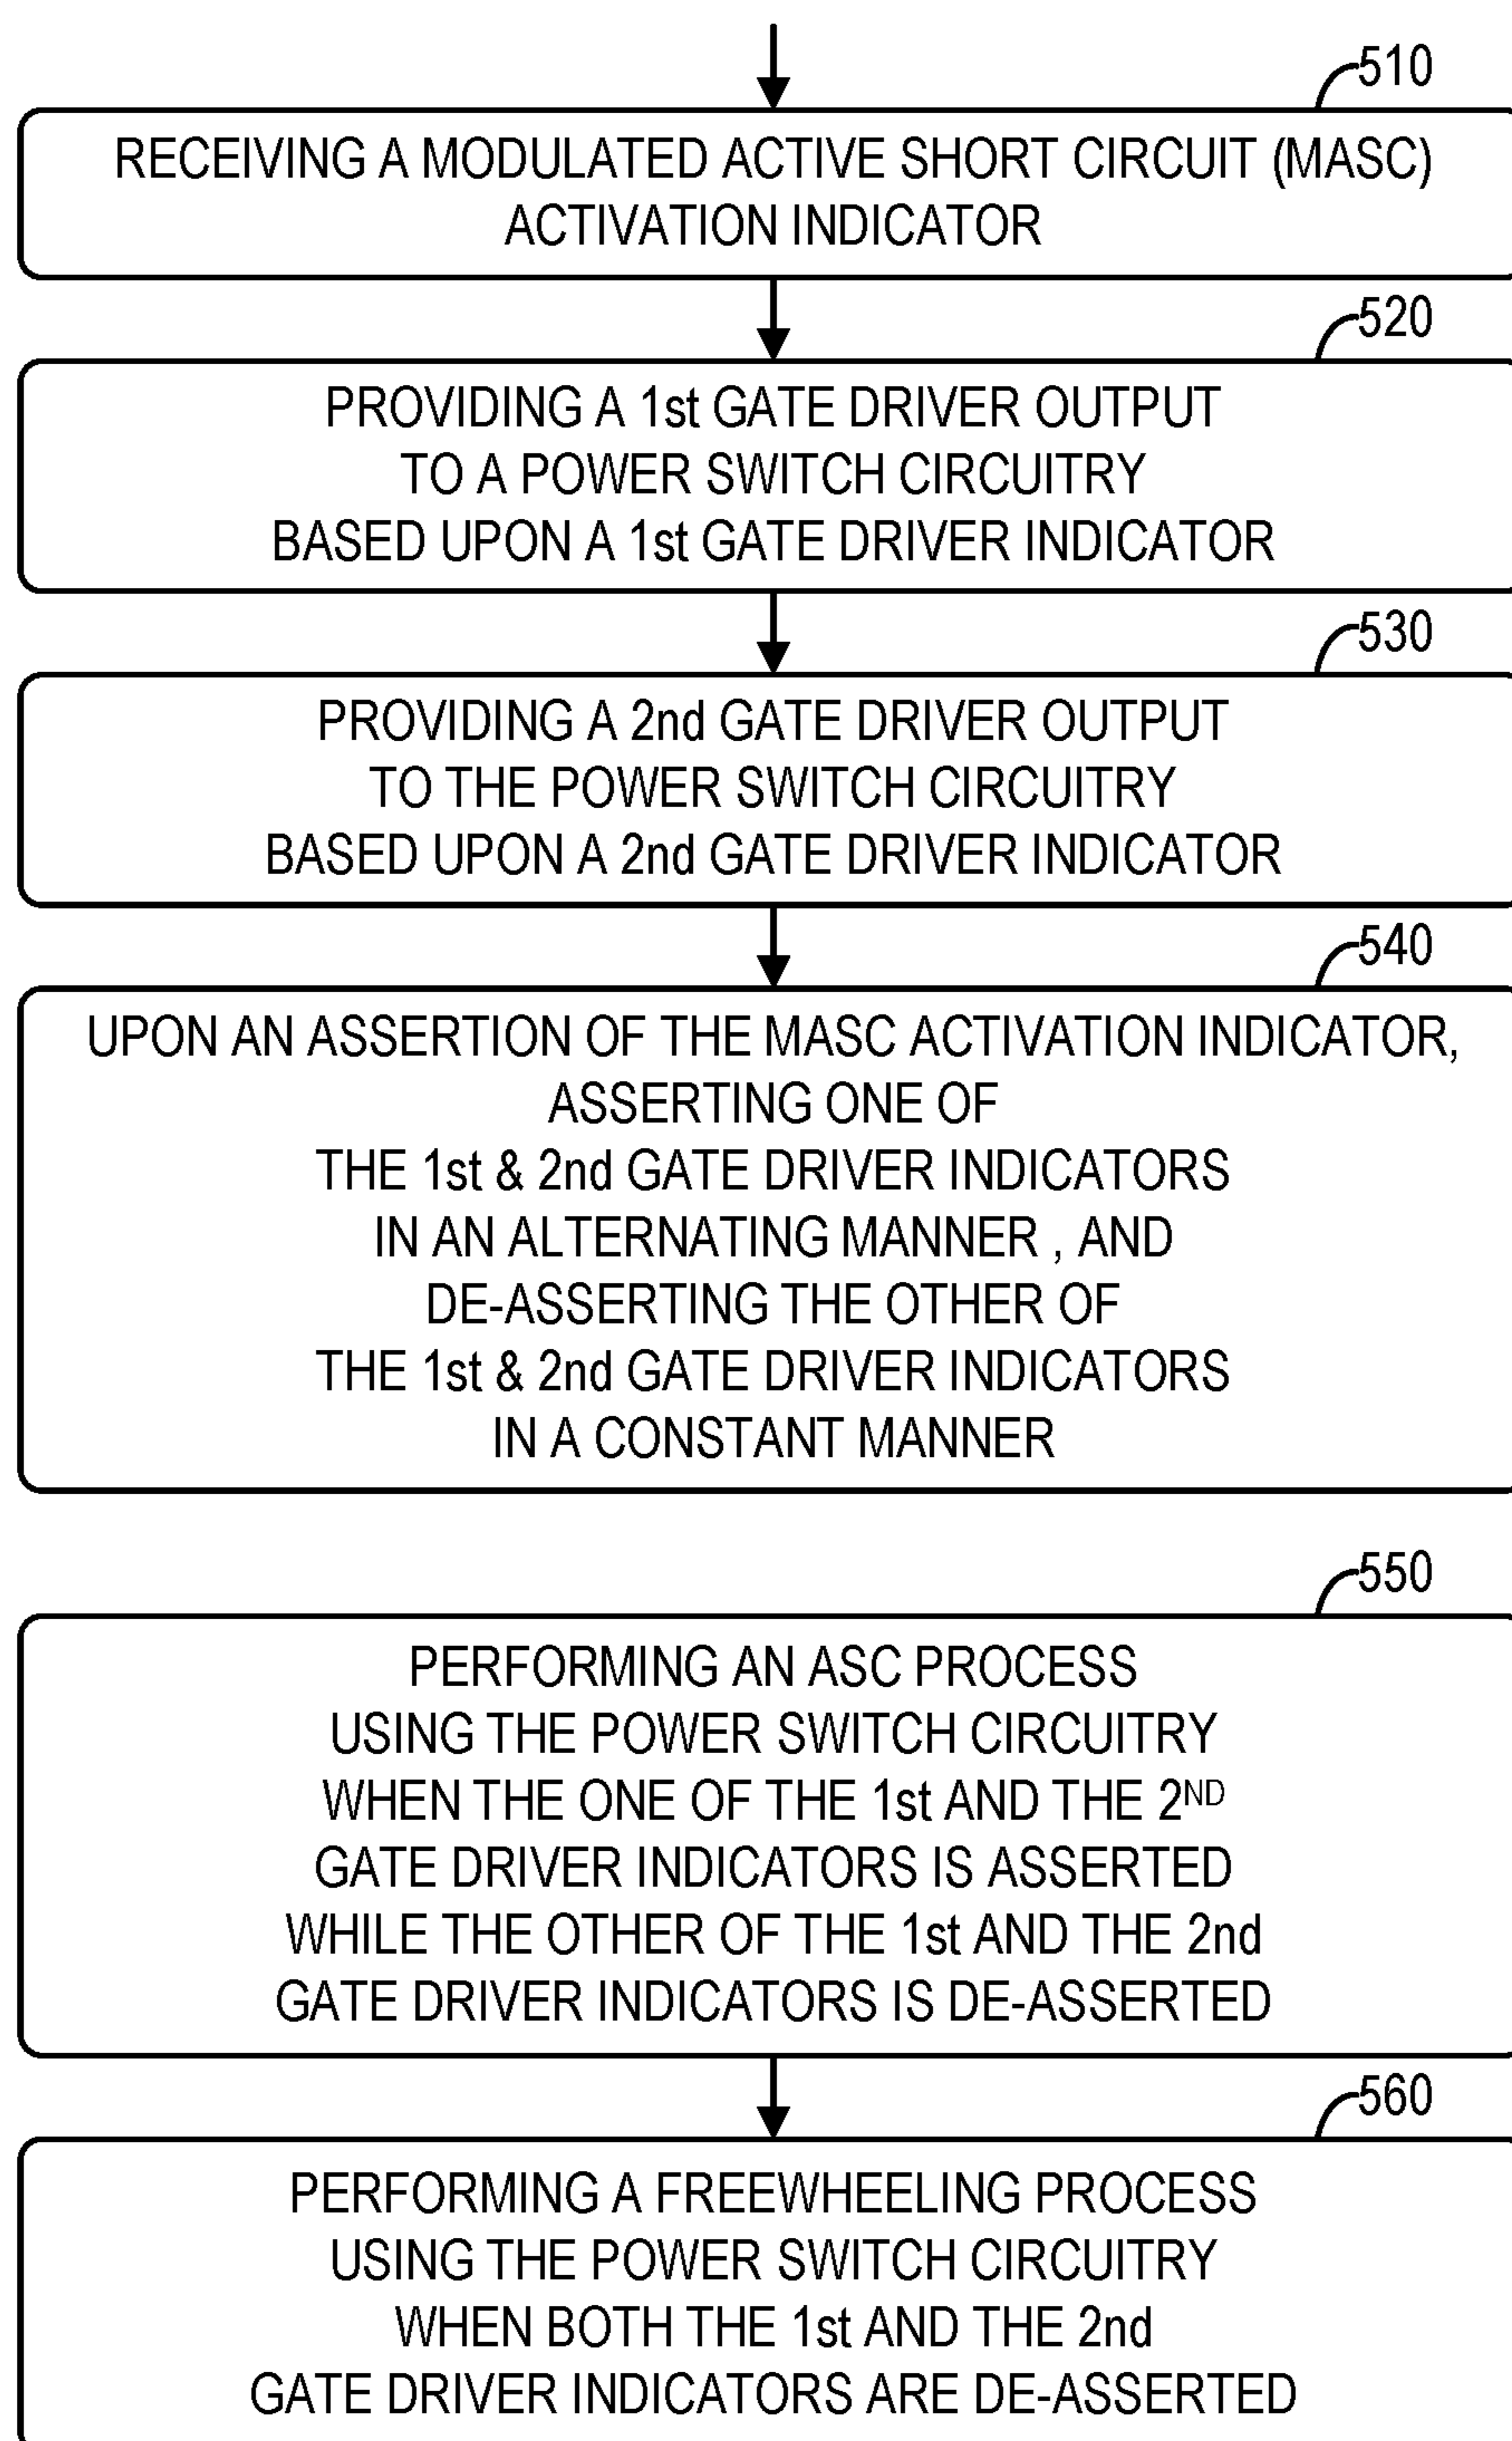 510
RECEIVING A MODULATED ACTIVE SHORT CIRCUIT (MASC)
ACTIVATION INDICATOR
520
PROVIDING A 1st GATE DRIVER OUTPUT
TO A POWER SWITCH CIRCUITRY
BASED UPON A 1st GATE DRIVER INDICATOR
530
PROVIDING A 2nd GATE DRIVER OUTPUT
TO THE POWER SWITCH CIRCUITRY
BASED UPON A 2nd GATE DRIVER INDICATOR
540
UPON AN ASSERTION OF THE MASC ACTIVATION INDICATOR,
ASSERTING ONE OF
THE 1st & 2nd GATE DRIVER INDICATORS
IN AN ALTERNATING MANNER , AND
DE-ASSERTING THE OTHER OF
THE 1st & 2nd GATE DRIVER INDICATORS
IN A CONSTANT MANNER
550
PERFORMING AN ASC PROCESS
USING THE POWER SWITCH CIRCUITRY
WHEN THE ONE OF THE 1st AND THE 2ND
GATE DRIVER INDICATORS IS ASSERTED
WHILE THE OTHER OF THE 1st AND THE 2nd
GATE DRIVER INDICATORS IS DE-ASSERTED
560
PERFORMING A FREEWHEELING PROCESS
USING THE POWER SWITCH CIRCUITRY
WHEN BOTH THE 1st AND THE 2nd
GATE DRIVER INDICATORS ARE DE-ASSERTED